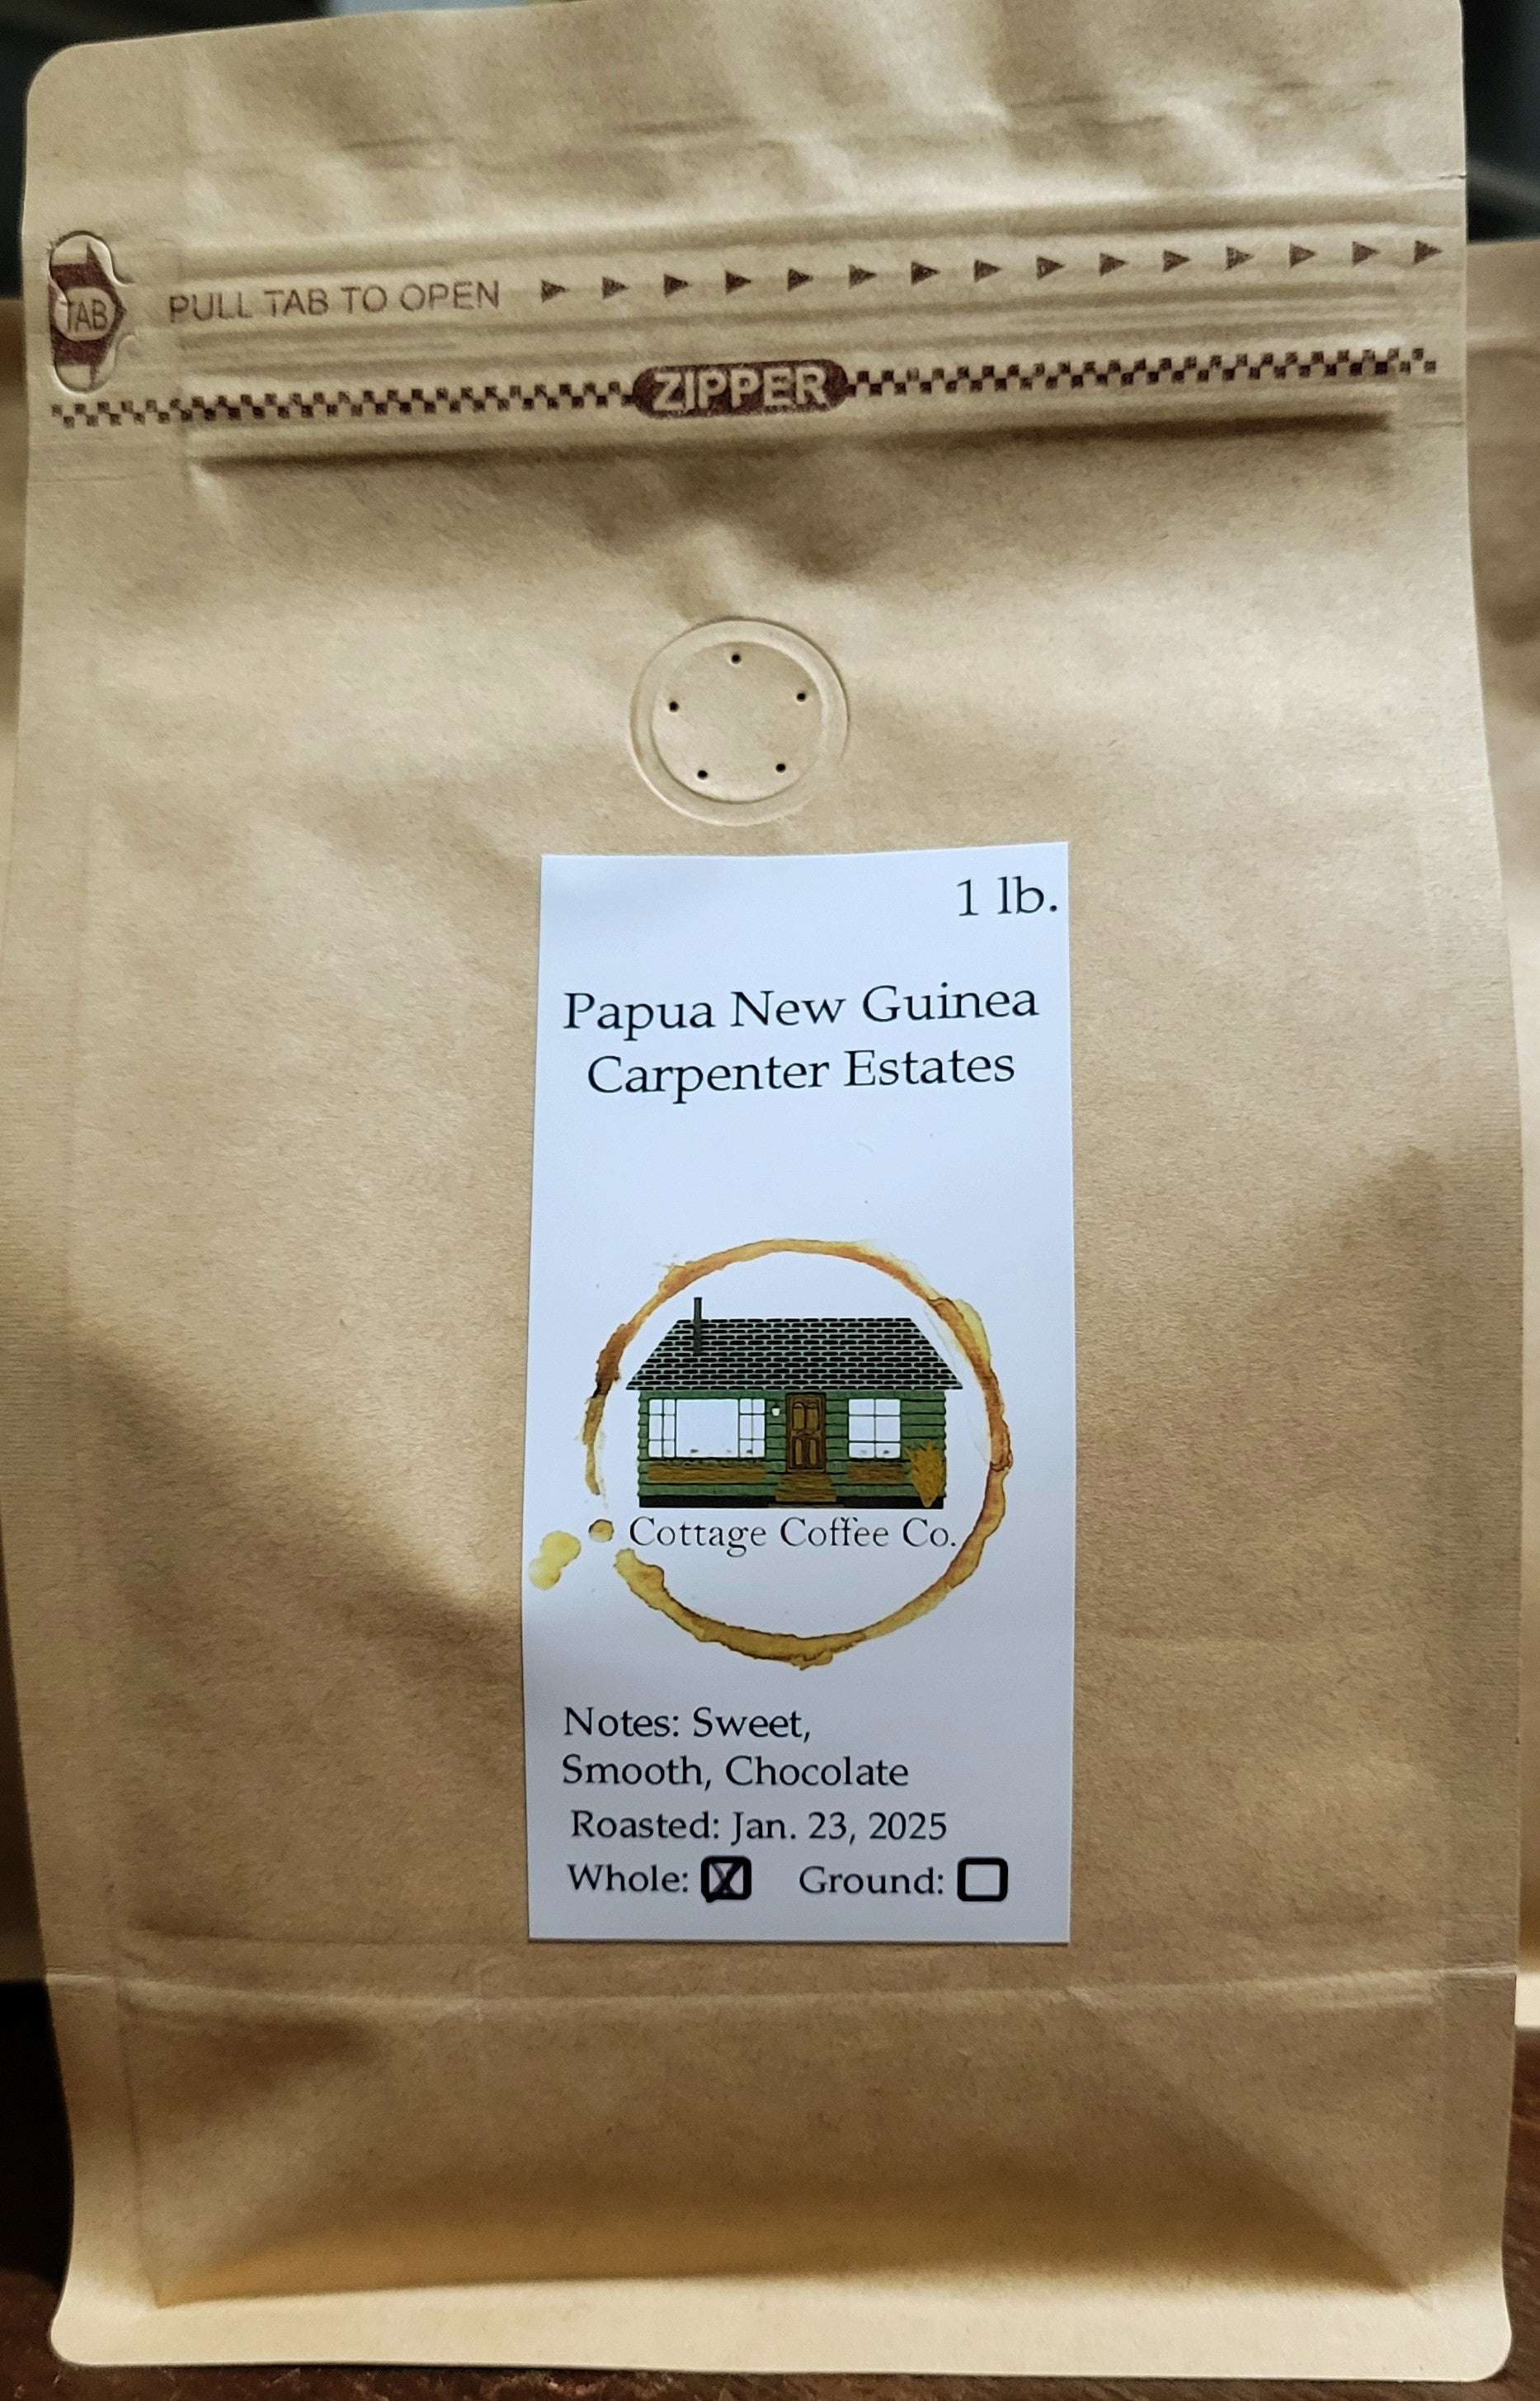 TAB
PULL TAB TO OPEN
ZIPPER
1 lb.
Papua New Guinea
Carpenter Estates
Cottage Coffee Co.
Notes: Sweet,
Smooth, Chocolate
Roasted: Jan. 23, 2025
Whole: Ground: